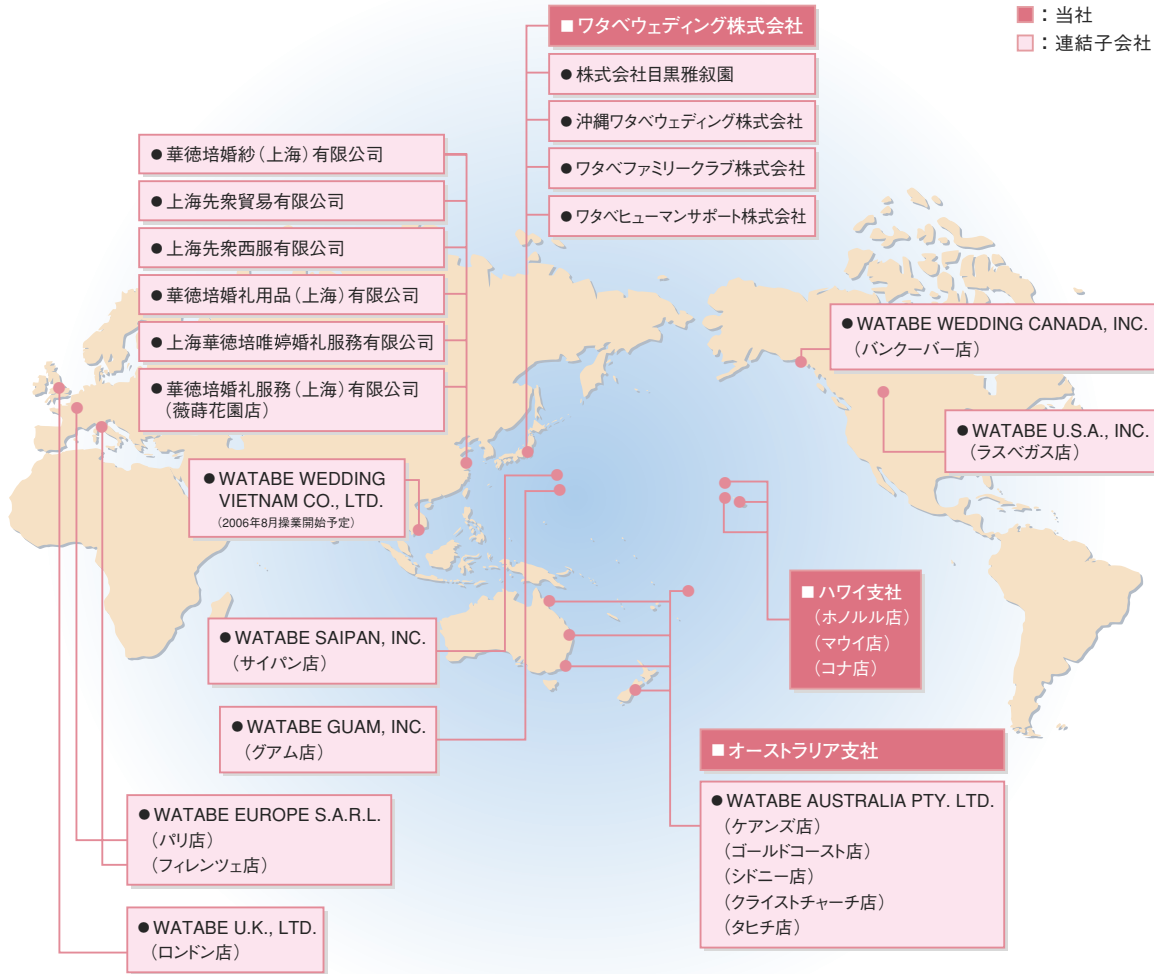 ■：当社
■：連結子会社
■ワタベウェディング株式会社
●株式会社目黒雅叙園
●沖縄ワタベウェディング株式会社
●ワタベファミリークラブ株式会社
●ワタベヒューマンサポート株式会社
●華徳培婚紗（上海）有限公司
●上海先衆貿易有限公司
●上海先衆西服有限公司
●華徳培婚礼用品（上海）有限公司
●上海華徳培唯婷婚礼服務有限公司
●華徳培婚礼服務（上海）有限公司
（薇蒔花園店）
●WATABE WEDDING
VIETNAM CO., LTD.
（2006年8月操業開始予定）
●WATABE WEDDING CANADA, INC.
（バンクーバー店）
●WATABE U.S.A., INC.
（ラスベガス店）
■ハワイ支社
（ホノルル店）
（マウイ店）
（コナ店）
●WATABE SAIPAN, INC.
（サイパン店）
●WATABE GUAM, INC.
（グアム店）
■オーストラリア支社
●WATABE AUSTRALIA PTY. LTD.
（ケアンズ店）
（ゴールドコースト店）
（シドニー店）
（クライストチャーチ店）
（タヒチ店）
●WATABE EUROPE S.A.R.L.
（パリ店）
（フィレンツェ店）
●WATABE U.K., LTD.
（ロンドン店）